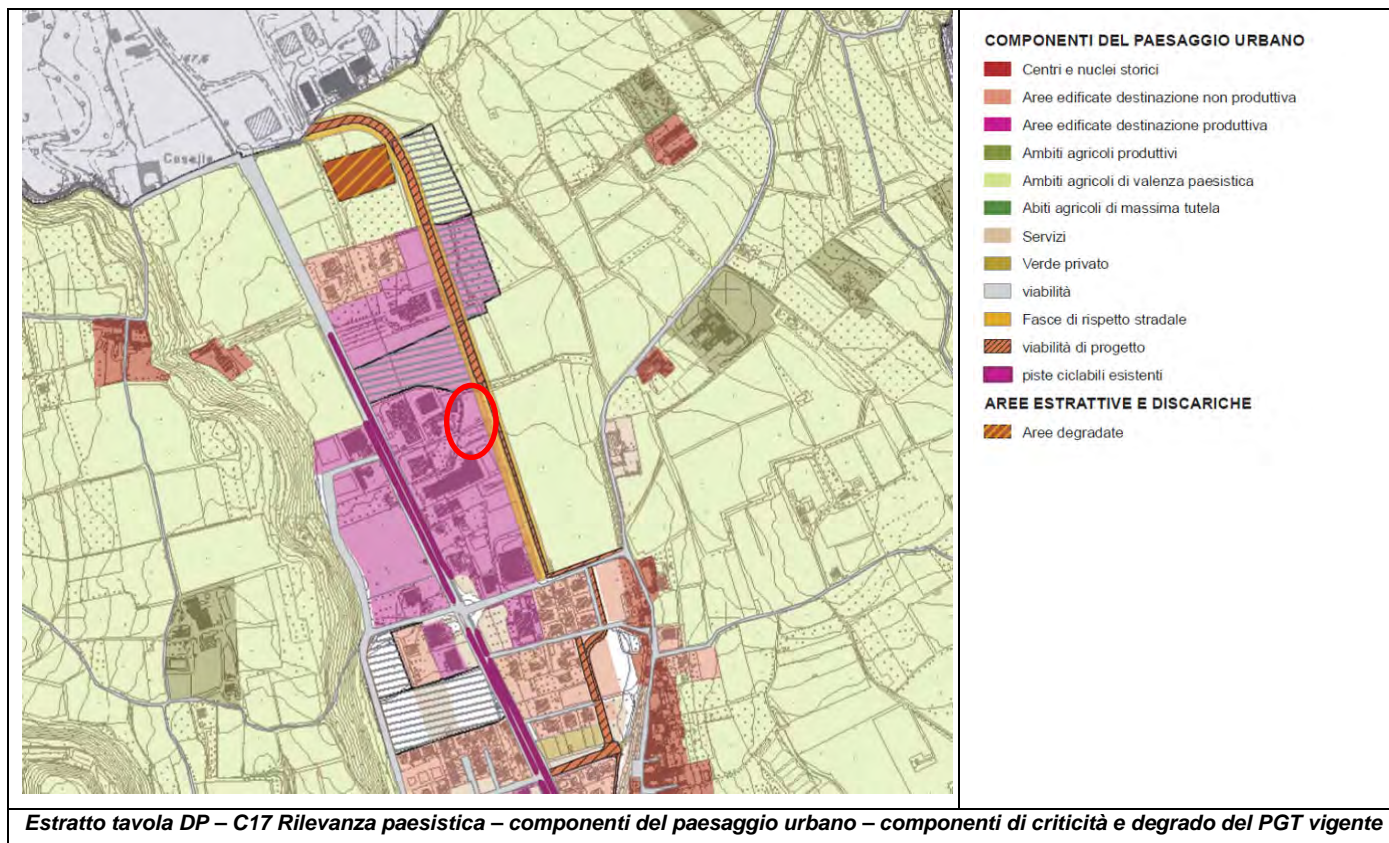 147,6
Casella
COMPONENTI DEL PAESAGGIO URBANO
Centri e nuclei storici
Aree edificate destinazione non produttiva
Aree edificate destinazione produttiva
Ambiti agricoli produttivi
Ambiti agricoli di valenza paesistica
Abiti agricoli di massima tutela
Servizi
Verde privato
viabilità
Fasce di rispetto stradale
viabilità di progetto
piste ciclabili esistenti
AREE ESTRATTIVE E DISCARICHE
Aree degradate
Estratto tavola DP – C17 Rilevanza paesistica – componenti del paesaggio urbano – componenti di criticità e degrado del PGT vigente